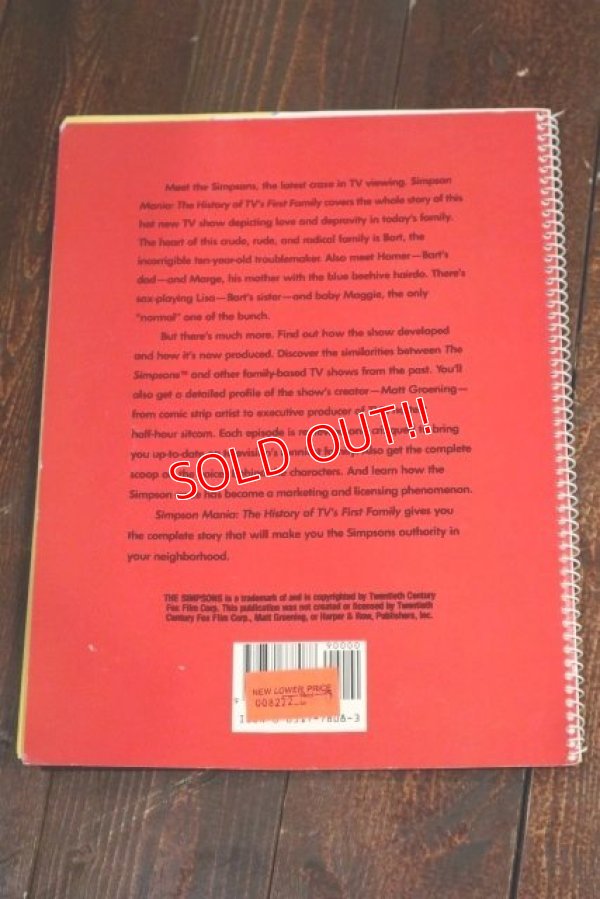 Meet the Simpsons, the latest craze in TV viewing. Simpson
Mania: The History of TV's First Family covers the whole story of this
hot new TV show depicting love and depravity in today's family.
The heart of this crude, rude, and radical family is Bart, the
incorrigible ten-year-old troublemaker. Also meet Homer—Bart's
dad—and Marge, his mother with the blue beehive hairdo. There's
sax-playing Lisa—Bart's sister—and baby Maggie, the only
"normal" one of the bunch.
But there's much more. Find out how the show developed
and how it's now produced. Discover the similarities between The
Simpsons™ and other family-based TV shows from the past. You'll
also get a detailed profile of the show's creator—Matt Groening—
from comic strip artist to executive producer of
half-hour sitcom. Each episode is to bring
you up-to-date Also get the complete
scoop on the characters. And learn how the
Simpson has become a marketing and licensing phenomenon.
Simpson Mania: The History of TV's First Family gives you
the complete story that will make you the Simpsons authority in
your neighborhood.
SOLD OUT!!
THE SIMPSONS is a trademark of and is copyrighted by Twentieth Century
Fox Film Corp. This publication was not created or licensed by Twentieth
Century Fox Film Corp., Matt Groening, or Harper & Row, Publishers, Inc.
90000
NEW LOWER PRICE